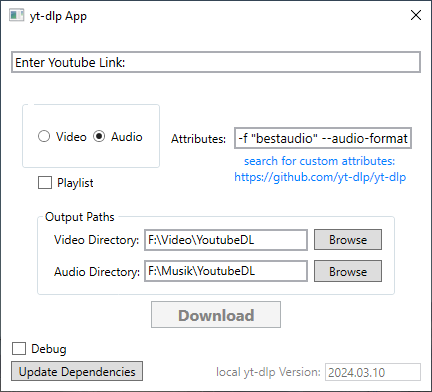 yt-dlp App
Enter Youtube Link:
Video Audio Attributes: -f "bestaudio" --audio-format
search for custom attributes:
https://github.com/yt-dlp/yt-dlp
Playlist
Output Paths
Video Directory: F:\Video\YoutubeDL Browse
Audio Directory: F:\Musik\YoutubeDL Browse
Download
Debug
Update Dependencies local yt-dlp Version: 2024.03.10